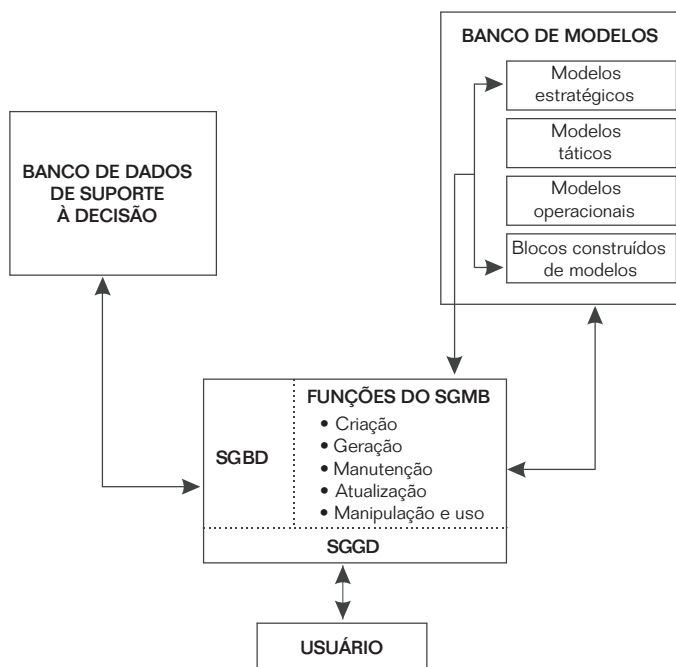 BANCO DE MODELOS
Modelos
estratégicos
Modelos
táticos
Modelos
operacionais
Blocos construídos
de modelos
BANCO DE DADOS
DE SUPORTE
À DECISÃO
SGBD
FUNÇÕES DO SGMB
• Criação
• Geração
• Manutenção
• Atualização
• Manipulação e uso
SGGD
USUÁRIO